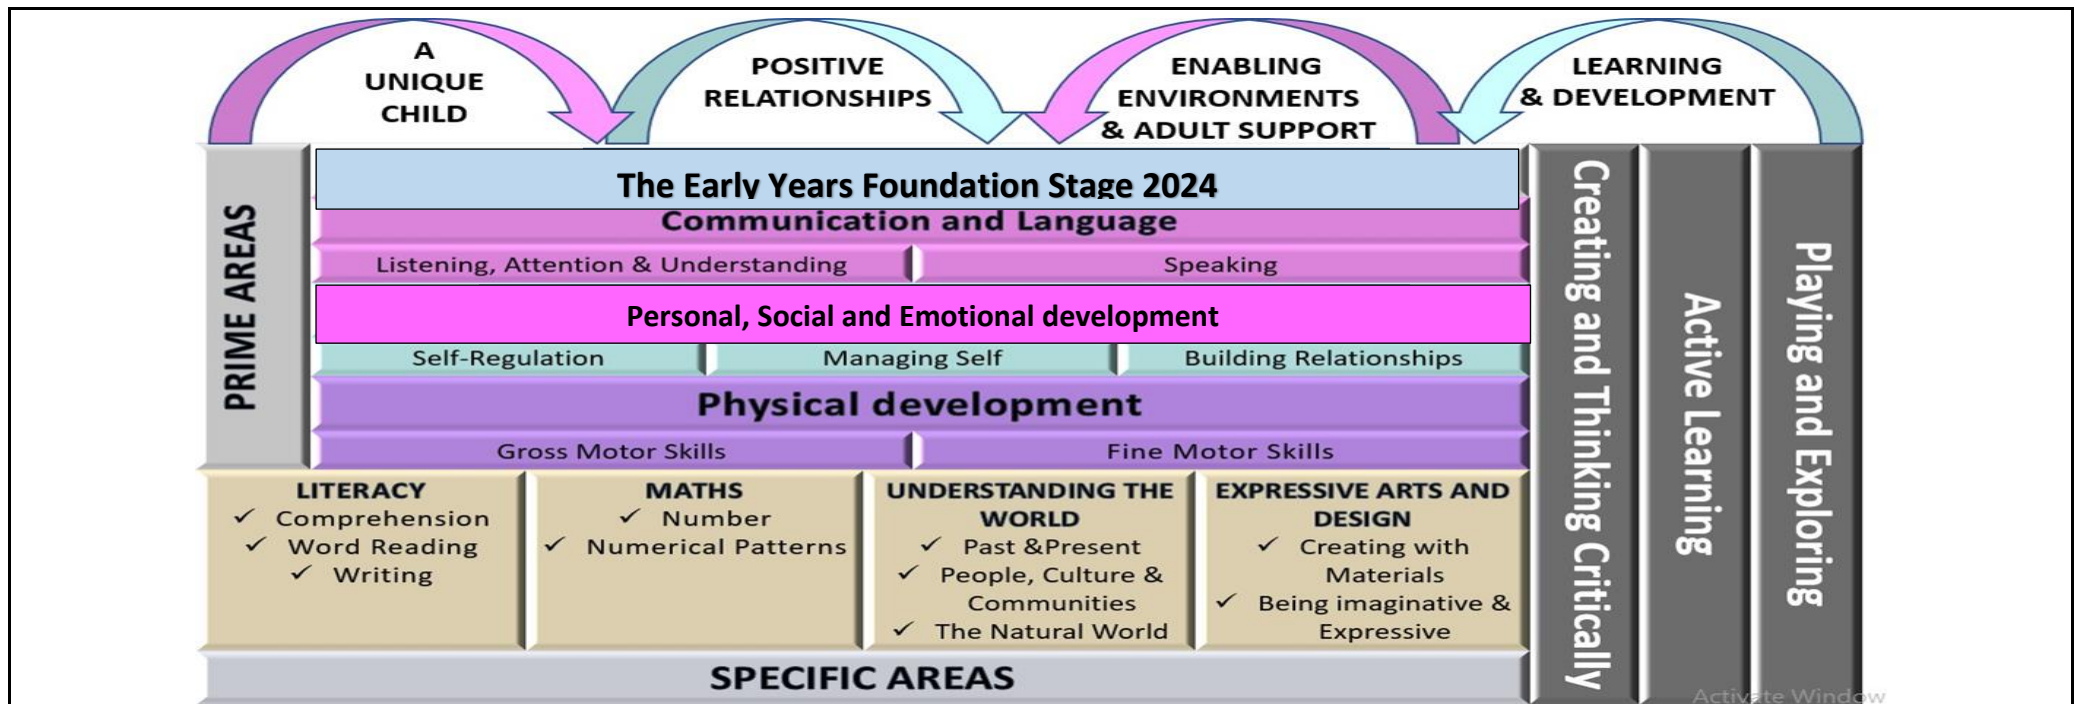 A
UNIQUE
CHILD
POSITIVE
RELATIONSHIPS
ENABLING
ENVIRONMENTS
& ADULT SUPPORT
LEARNING
& DEVELOPMENT
PRIME AREAS
The Early Years Foundation Stage 2024
Communication and Language
Listening, Attention & Understanding
Speaking
Personal, Social and Emotional development
Self-Regulation
Managing Self
Building Relationships
Physical development
Gross Motor Skills
Fine Motor Skills
LITERACY
✓ Comprehension
✓ Word Reading
✓ Writing
MATHS
✓ Number
✓ Numerical Patterns
UNDERSTANDING THE
WORLD
✓ Past &Present
✓ People, Culture &
Communities
✓ The Natural World
EXPRESSIVE ARTS AND
DESIGN
✓ Creating with
Materials
✓ Being imaginative &
Expressive
SPECIFIC AREAS
Creating and Thinking Critically
Active Learning
Playing and Exploring
Activate Window